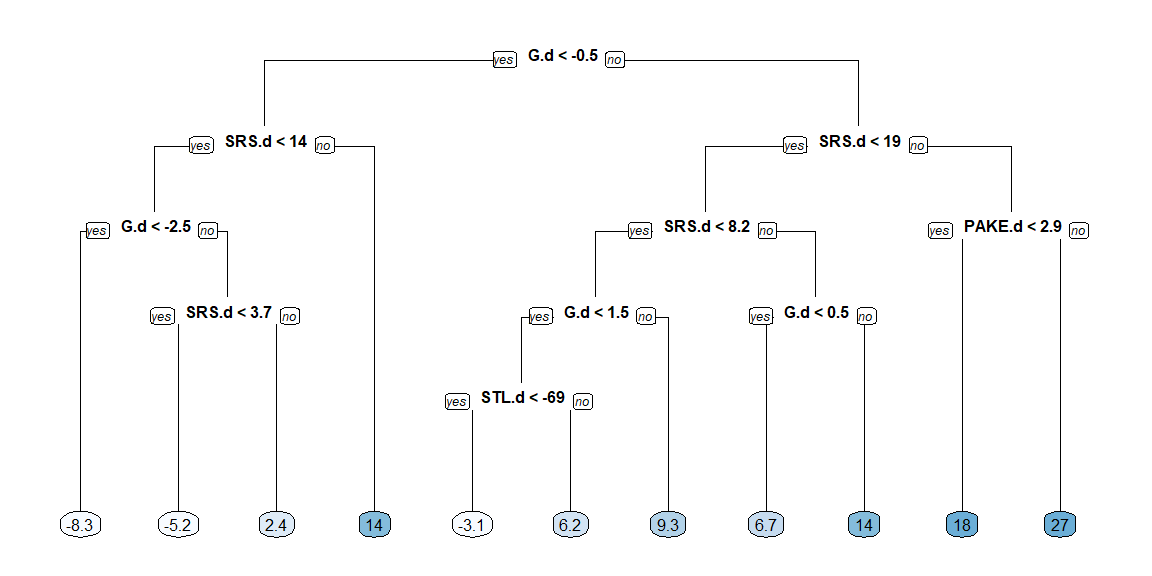 yes G.d < -0.5 no
yes SRS.d < 14 no yes SRS.d < 19 no
yes G.d < -2.5 no yes SRS.d < 8.2 no yes PAKE.d < 2.9 no
yes SRS.d < 3.7 no yes G.d < 1.5 no yes G.d < 0.5 no
yes STL.d < -69 no
-8.3 -5.2 2.4 14 -3.1 6.2 9.3 6.7 14 18 27